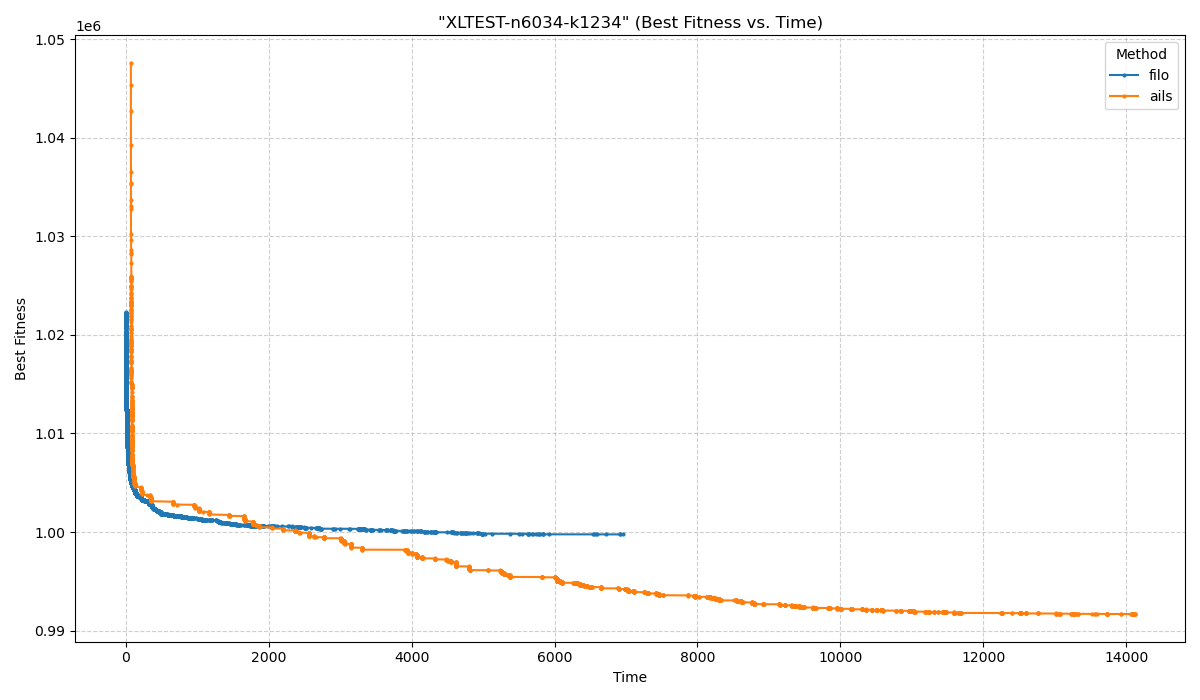 "XLTEST-n6034-k1234" (Best Fitness vs. Time)
1e6
1.05
1.04
1.03
1.02
1.01
1.00
0.99
Best Fitness
0 2000 4000 6000 8000 10000 12000 14000
Time
Method
filo
ails